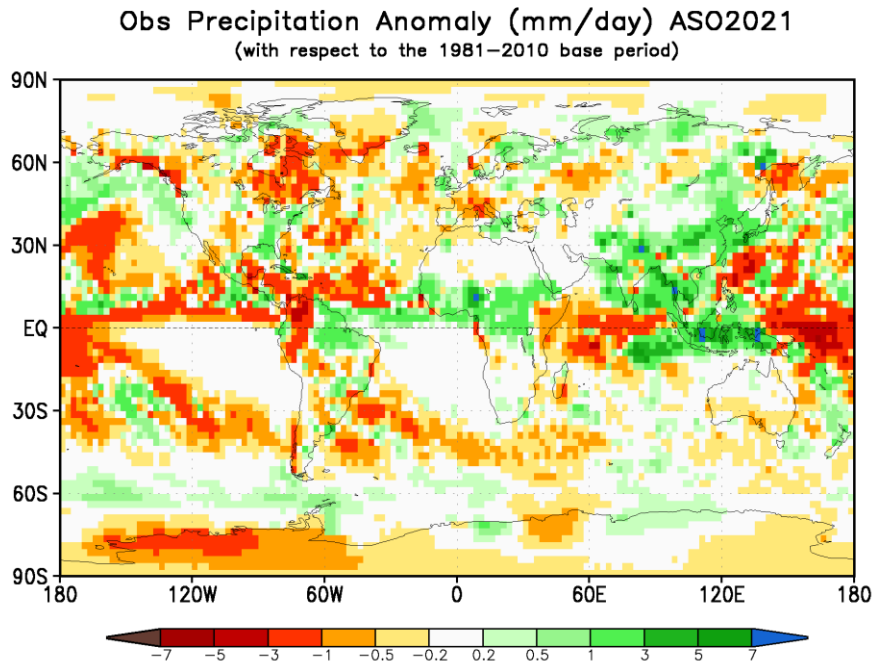 Obs Precipitation Anomaly (mm/day) ASO2021
(with respect to the 1981−2010 base period)
90N
60N
30N
EQ
30S
60S
90S
180 120W 60W 0 60E 120E 180
−7 −5 −3 −1 −0.5 −0.2 0.2 0.5 1 3 5 7